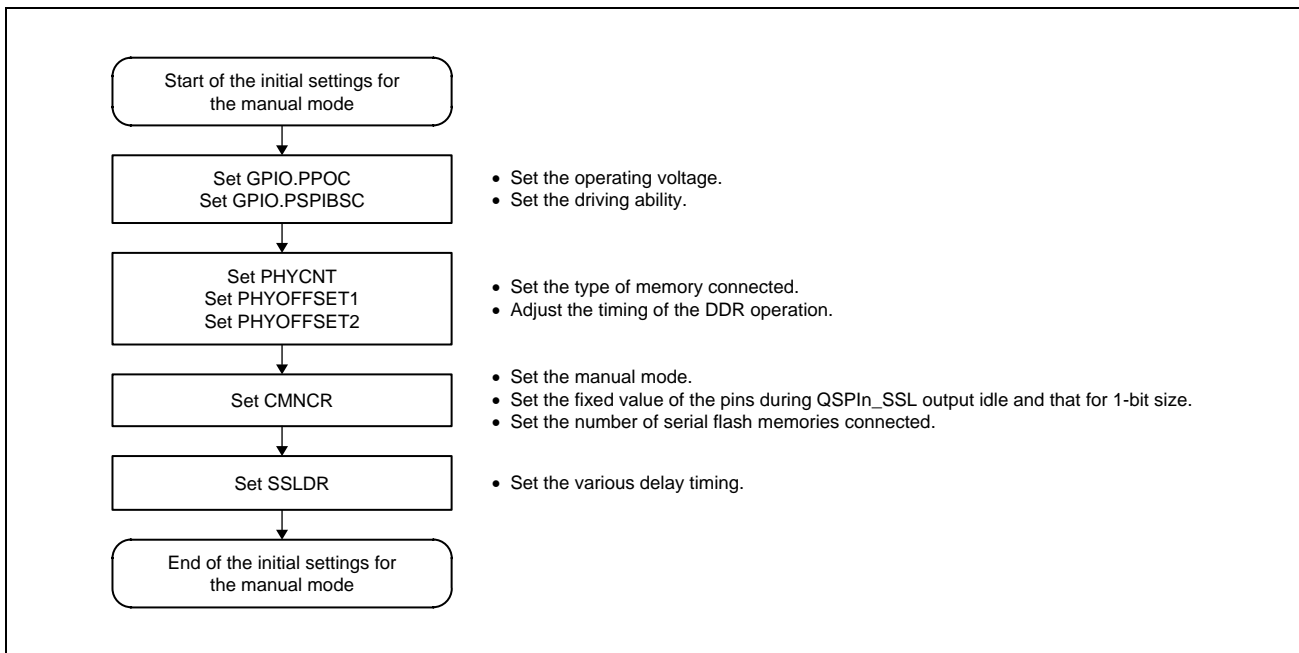 Start of the initial settings for
the manual mode
Set GPIO.PPOC
Set GPIO.PSPIBSC
• Set the operating voltage.
• Set the driving ability.
Set PHYCNT
Set PHYOFFSET1
Set PHYOFFSET2
• Set the type of memory connected.
• Adjust the timing of the DDR operation.
Set CMNCR
• Set the manual mode.
• Set the fixed value of the pins during QSPIn_SSL output idle and that for 1-bit size.
• Set the number of serial flash memories connected.
Set SSLDR
• Set the various delay timing.
End of the initial settings for
the manual mode